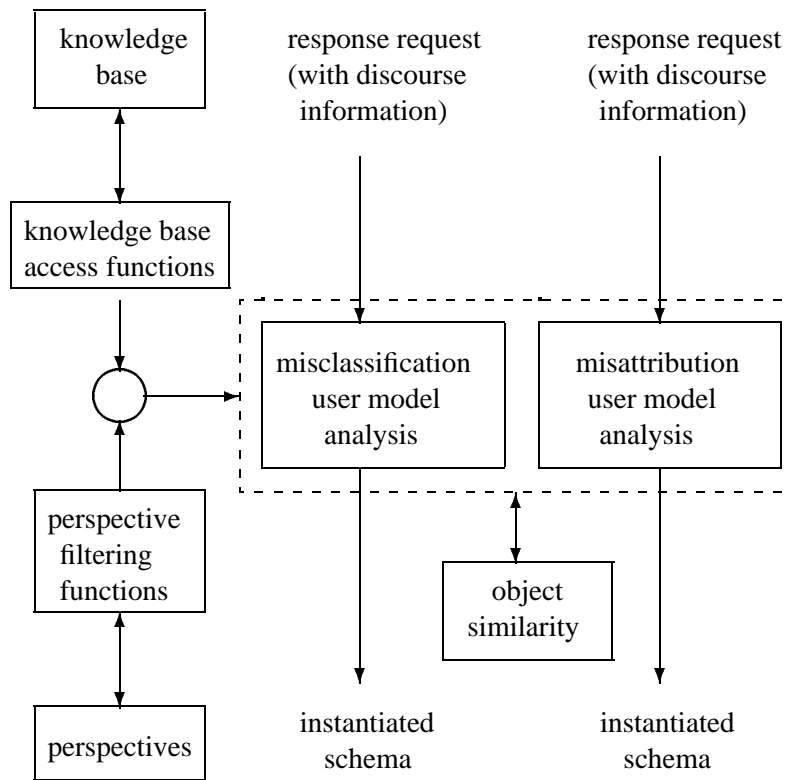 knowledge
base
response request
(with discourse
information)
response request
(with discourse
information)
knowledge base
access functions
misclassification
user model
analysis
misattribution
user model
analysis
perspective
filtering
functions
object
similarity
perspectives
instantiated
schema
instantiated
schema